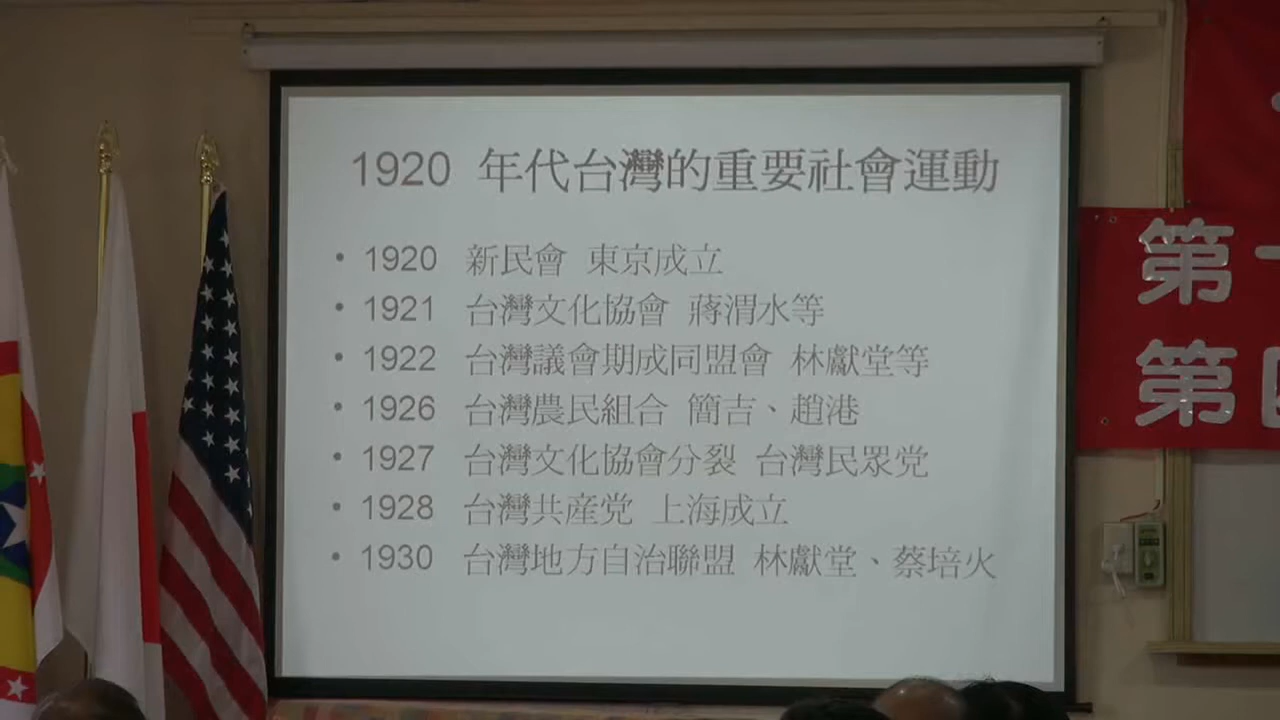 1920 年代台灣的重要社會運動
• 1920 新民會 東京成立
• 1921 台灣文化協會 蔣渭水等
• 1922 台灣議會期成同盟會 林獻堂等
• 1926 台灣農民組合 簡吉、趙港
• 1927 台灣文化協會分裂 台灣民眾党
• 1928 台灣共産党 上海成立
• 1930 台灣地方自治聯盟 林獻堂、蔡培火
第
第